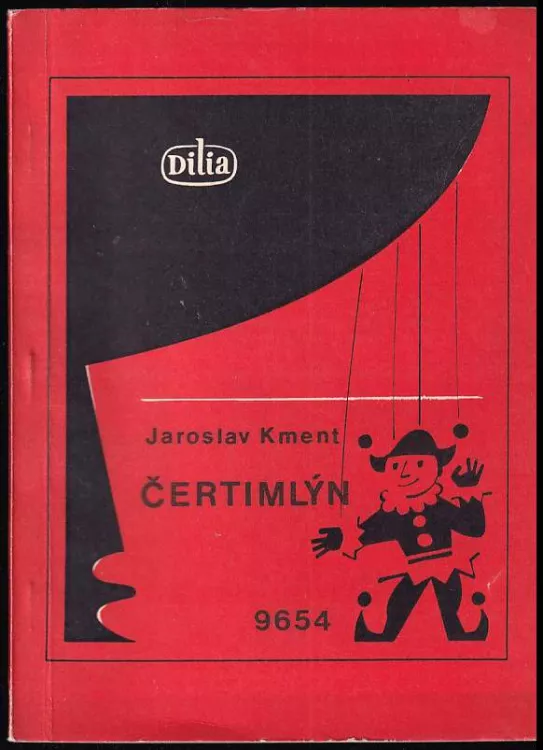 Dilia
Jaroslav Kment
ČERTIMLÝN
9654